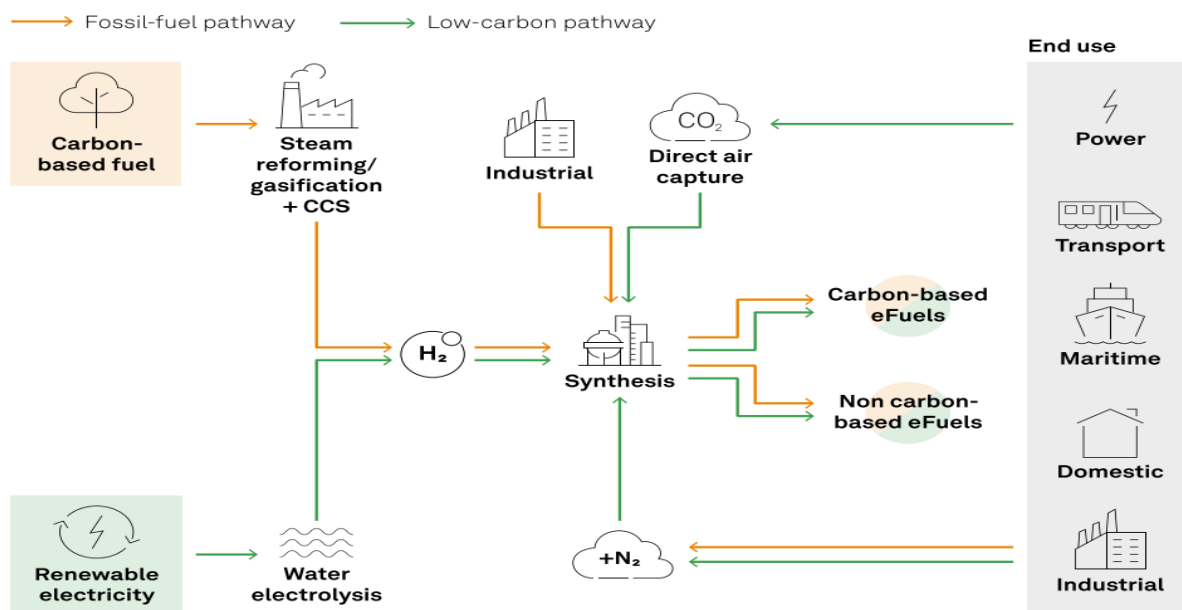 Fossil-fuel pathway
Low-carbon pathway
End use
Carbon-
based fuel
Steam
reforming/
gasification
+ CCS
Industrial
CO₂
Direct air
capture
Power
Transport
Carbon-based
eFuels
H₂
Synthesis
Maritime
Non carbon-
based eFuels
Domestic
Renewable
electricity
Water
electrolysis
+N₂
Industrial